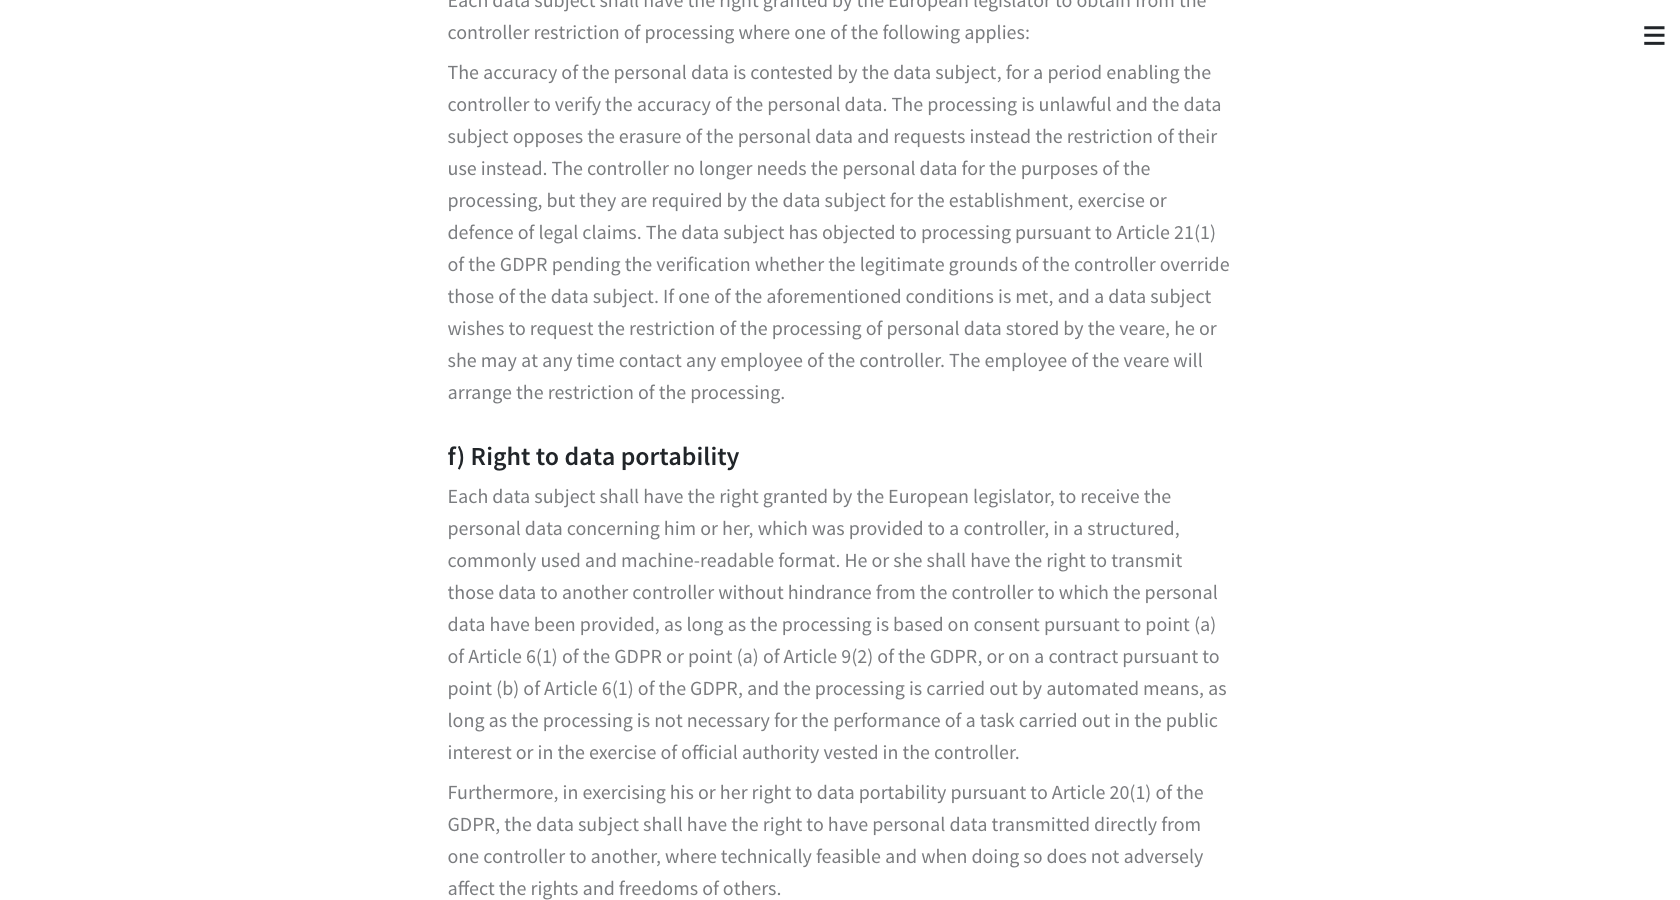 Each data subject shall have the right granted by the European legislator to obtain from the
controller restriction of processing where one of the following applies:
The accuracy of the personal data is contested by the data subject, for a period enabling the
controller to verify the accuracy of the personal data. The processing is unlawful and the data
subject opposes the erasure of the personal data and requests instead the restriction of their
use instead. The controller no longer needs the personal data for the purposes of the
processing, but they are required by the data subject for the establishment, exercise or
defence of legal claims. The data subject has objected to processing pursuant to Article 21(1)
of the GDPR pending the verification whether the legitimate grounds of the controller override
those of the data subject. If one of the aforementioned conditions is met, and a data subject
wishes to request the restriction of the processing of personal data stored by the veare, he or
she may at any time contact any employee of the controller. The employee of the veare will
arrange the restriction of the processing.
f) Right to data portability
Each data subject shall have the right granted by the European legislator, to receive the
personal data concerning him or her, which was provided to a controller, in a structured,
commonly used and machine-readable format. He or she shall have the right to transmit
those data to another controller without hindrance from the controller to which the personal
data have been provided, as long as the processing is based on consent pursuant to point (a)
of Article 6(1) of the GDPR or point (a) of Article 9(2) of the GDPR, or on a contract pursuant to
point (b) of Article 6(1) of the GDPR, and the processing is carried out by automated means, as
long as the processing is not necessary for the performance of a task carried out in the public
interest or in the exercise of official authority vested in the controller.
Furthermore, in exercising his or her right to data portability pursuant to Article 20(1) of the
GDPR, the data subject shall have the right to have personal data transmitted directly from
one controller to another, where technically feasible and when doing so does not adversely
affect the rights and freedoms of others.